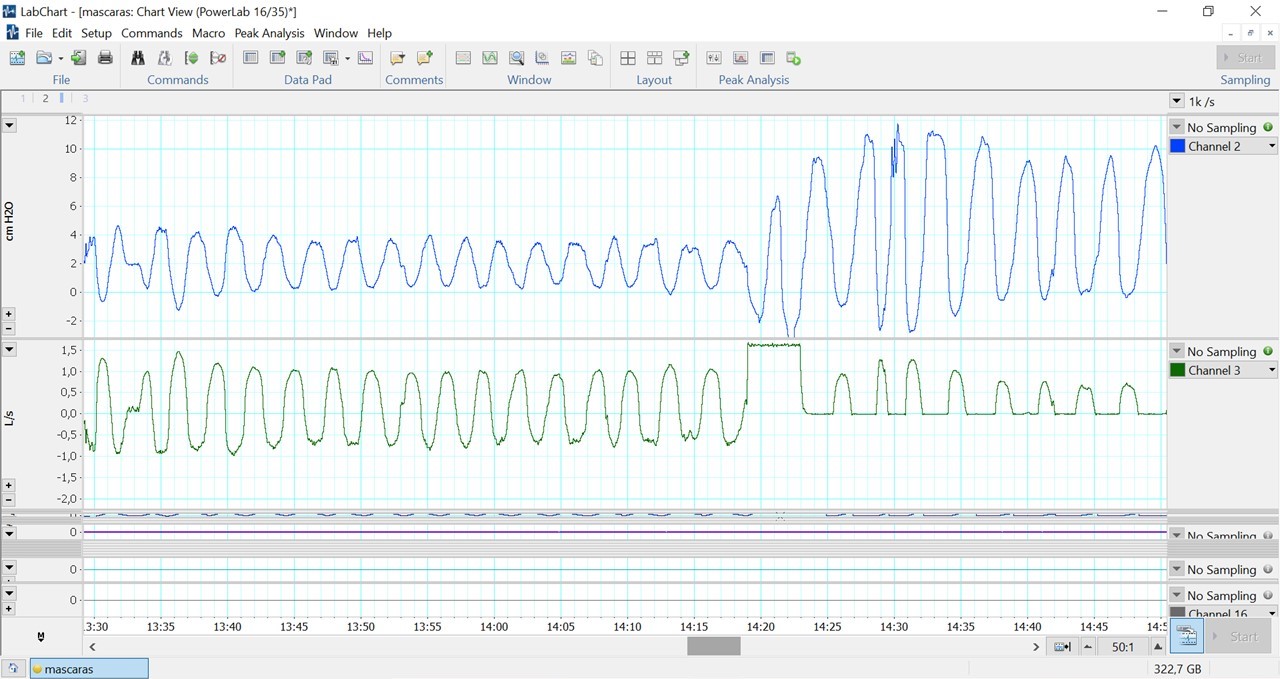 LabChart - [mascaras: Chart View (PowerLab 16/35)*]
File Edit Setup Commands Macro Peak Analysis Window Help
File Commands Data Pad Comments Window Layout Peak Analysis Start Sampling
1 2 3
1k /s
12
10
8
6
4
2
0
-2
cm H2O
No Sampling
Channel 2
1,5
1,0
0,5
0,0
-0,5
-1,0
-1,5
-2,0
L/s
No Sampling
Channel 3
0
No Sampling
0
No Sampling
0
No Sampling
Channel 16
3:30 13:35 13:40 13:45 13:50 13:55 14:00 14:05 14:10 14:15 14:20 14:25 14:30 14:35 14:40 14:45 14:50 14:5
50:1
Start
mascaras
322,7 GB